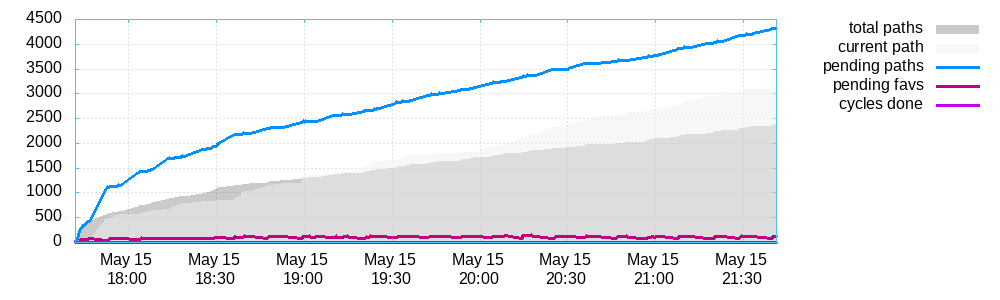 4500
4000
3500
3000
2500
2000
1500
1000
500
0
May 15 May 15 May 15 May 15 May 15 May 15 May 15 May 15
18:00 18:30 19:00 19:30 20:00 20:30 21:00 21:30
total paths
current path
pending paths
pending favs
cycles done